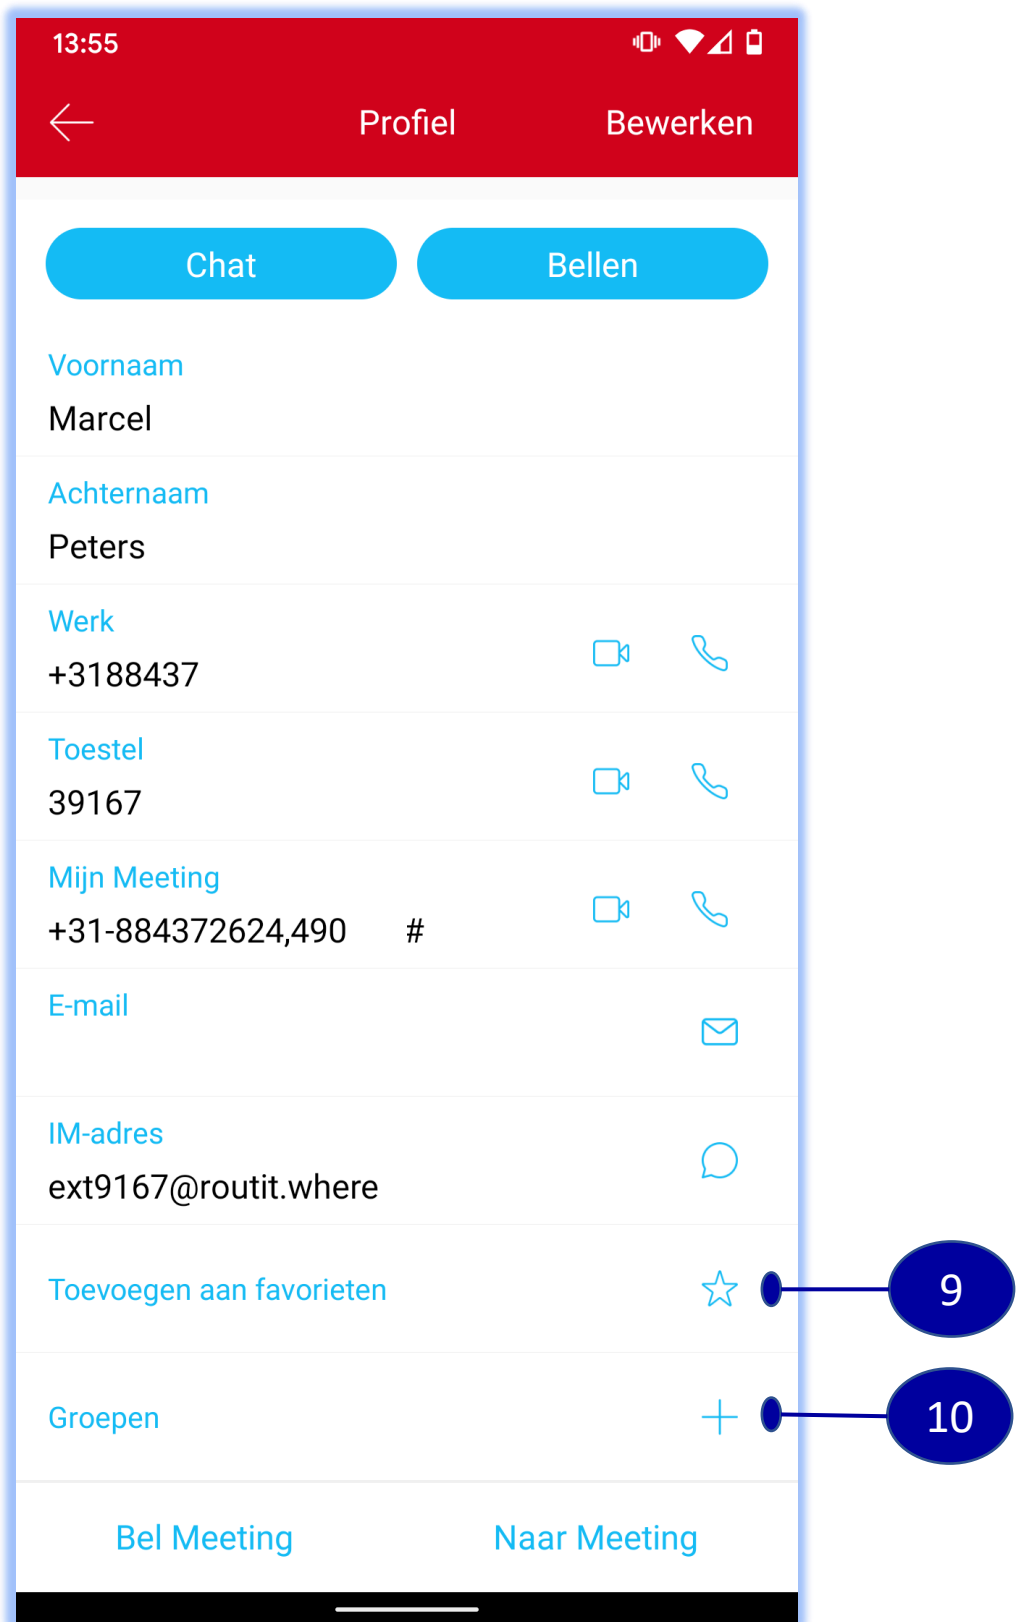 13:55
Profiel Bewerken
Chat Bellen
Voornaam
Marcel
Achternaam
Peters
Werk
+3188437
Toestel
39167
Mijn Meeting
+31-884372624,490 #
E-mail
IM-adres
ext9167@routit.where
Toevoegen aan favorieten 9
Groepen 10
Bel Meeting Naar Meeting